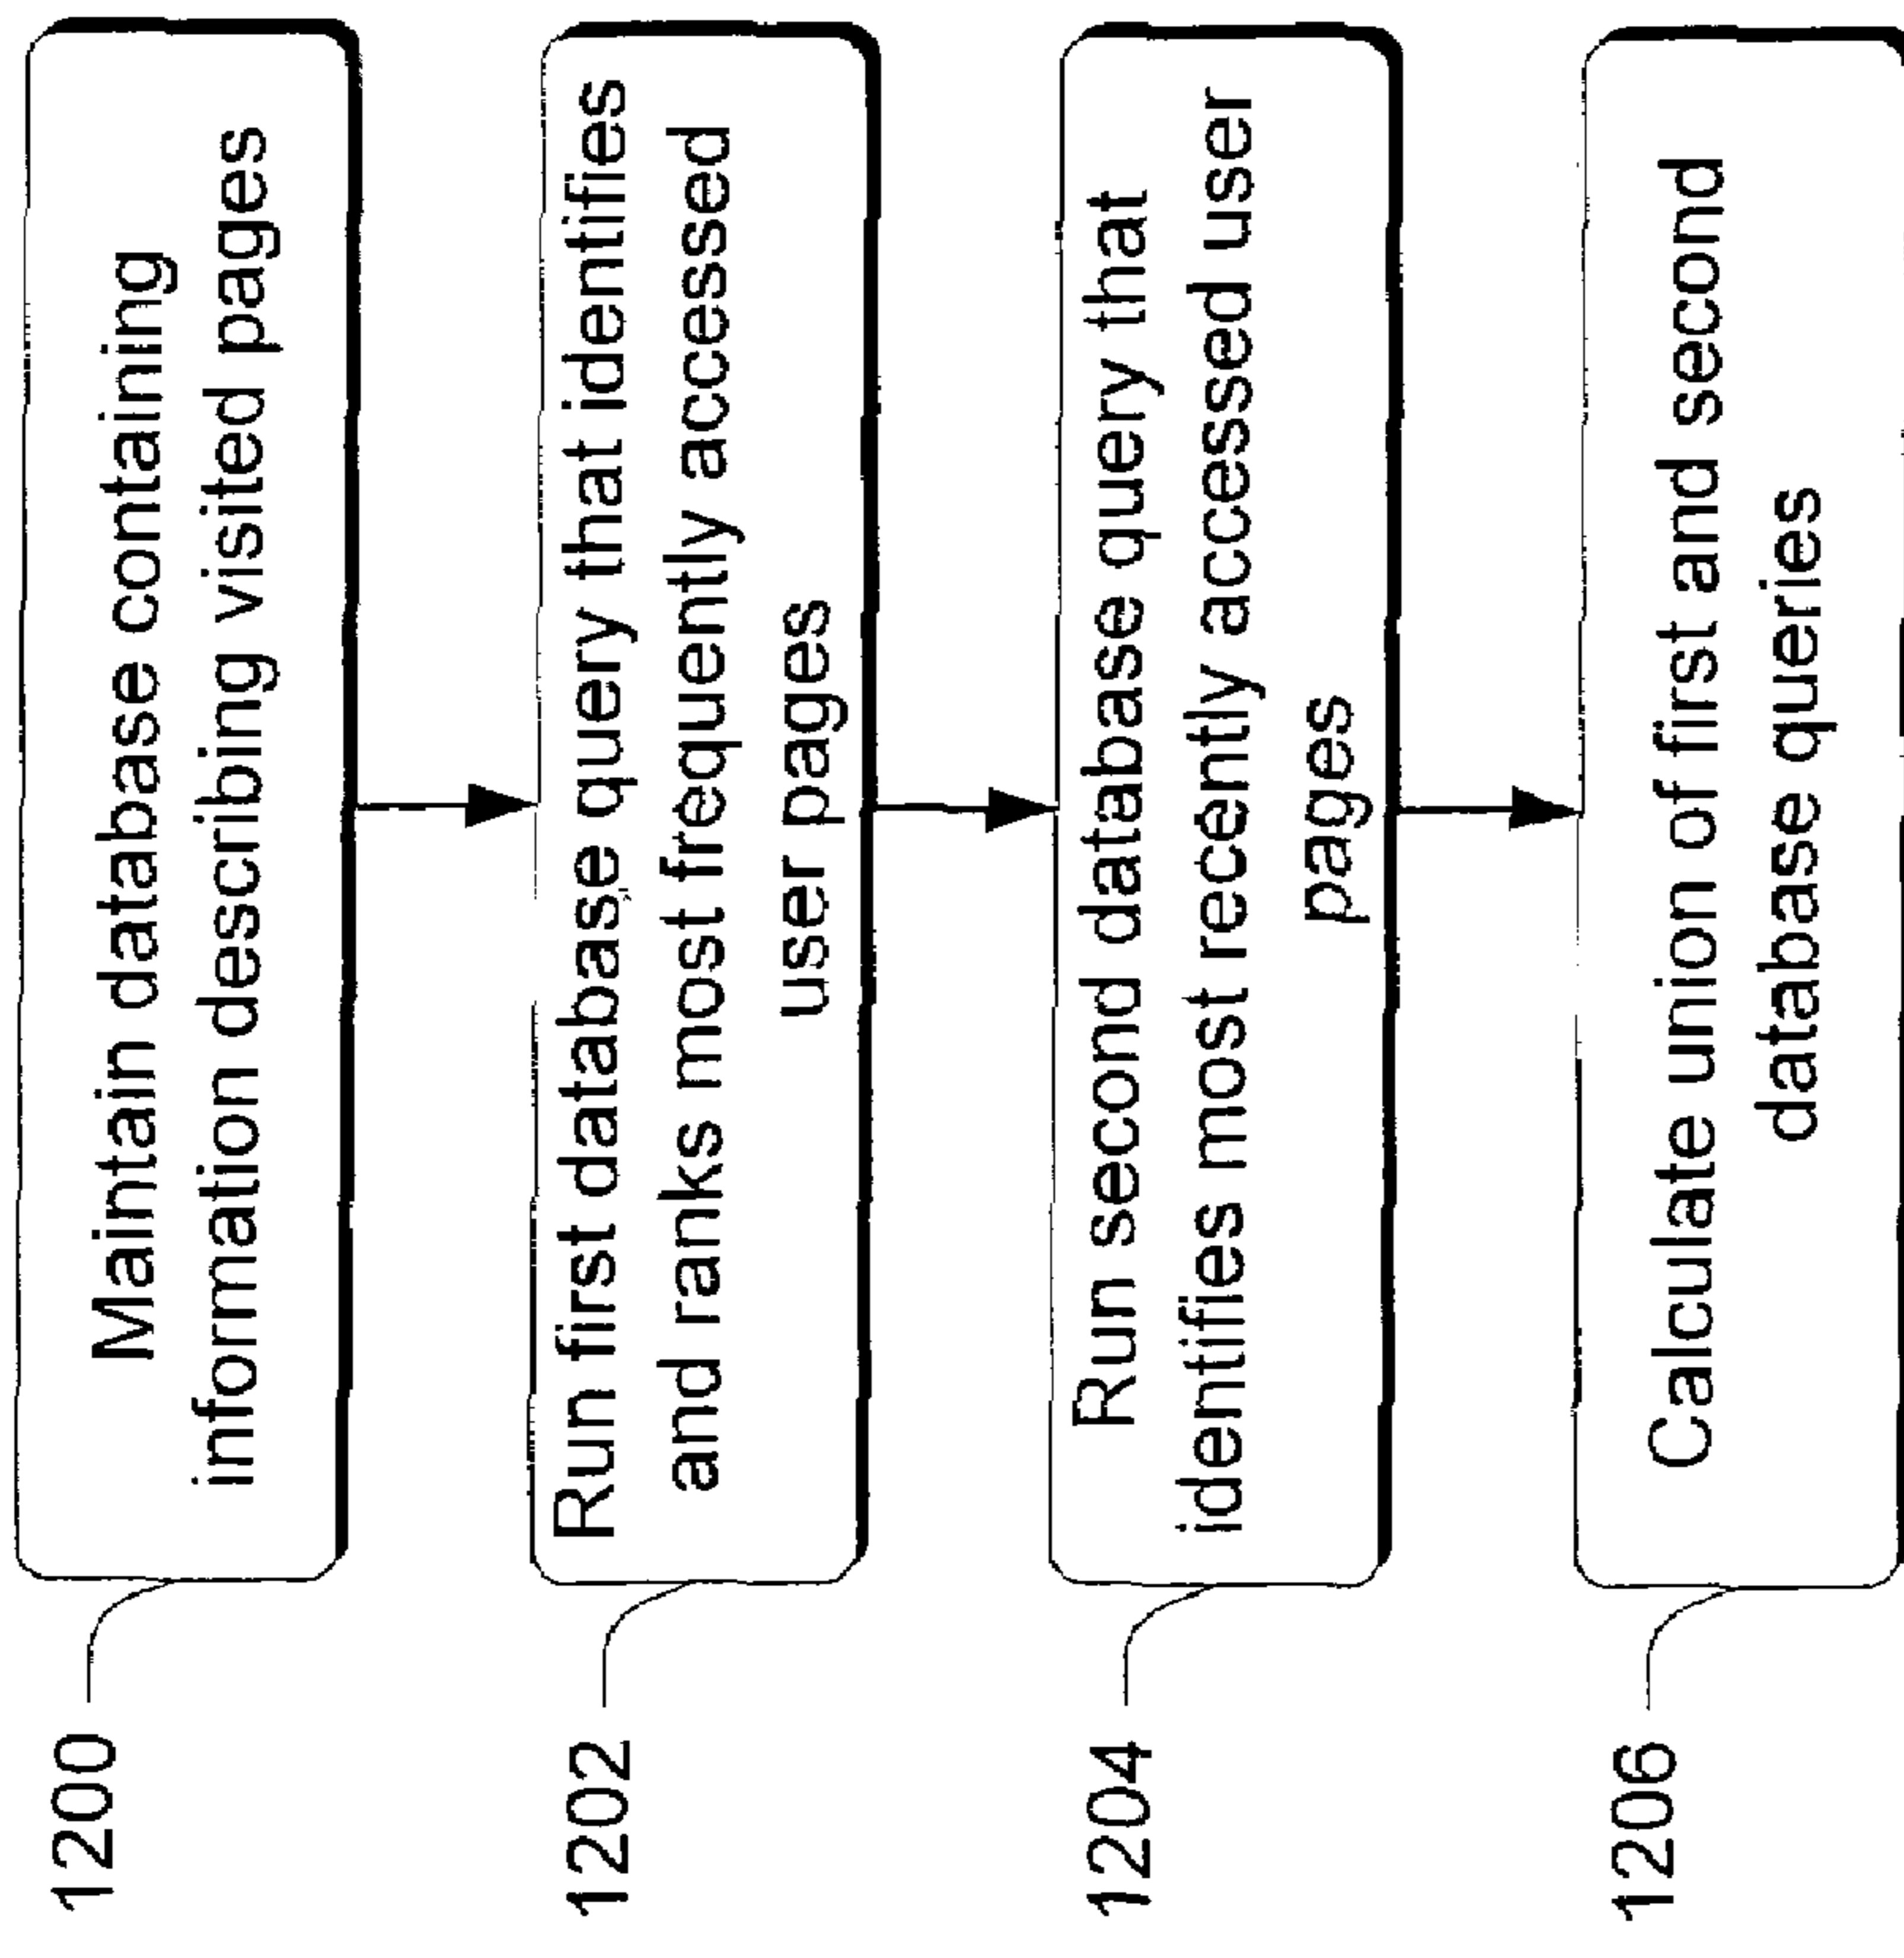 1200
Maintain database containing
information describing visited pages
1202
Run first database query that identifies
and ranks most frequently accessed
user pages
1204
Run second database query that
identifies most recently accessed user
pages
1206
Calculate union of first and second
database queries